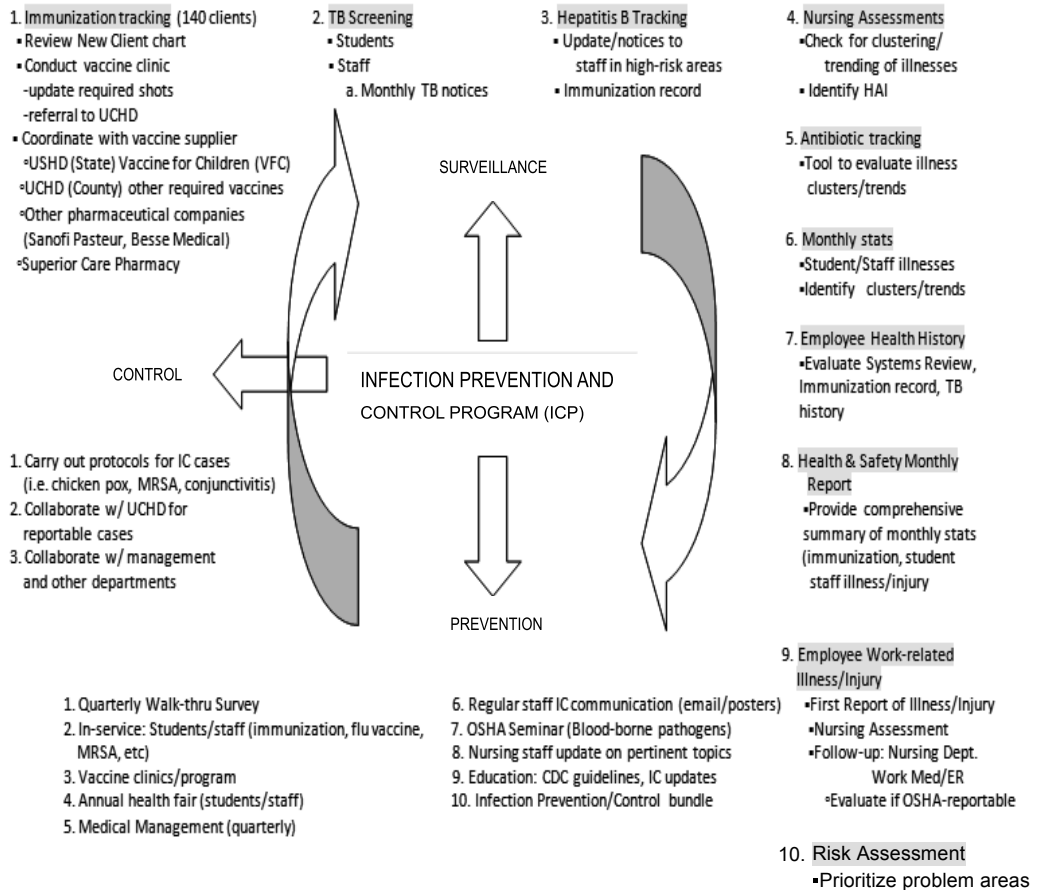 1. Immunization tracking (140 clients)
▪ Review New Client chart
▪ Conduct vaccine clinic
-update required shots
-referral to UCHD
▪ Coordinate with vaccine supplier
°USHD (State) Vaccine for Children (VFC)
°UCHD (County) other required vaccines
°Other pharmaceutical companies
(Sanofi Pasteur, Besse Medical)
°Superior Care Pharmacy
2. TB Screening
▪ Students
▪ Staff
a. Monthly TB notices
3. Hepatitis B Tracking
▪ Update/notices to
staff in high-risk areas
▪ Immunization record
4. Nursing Assessments
▪Check for clustering/
trending of illnesses
▪ Identify HAI
5. Antibiotic tracking
▪Tool to evaluate illness
clusters/trends
6. Monthly stats
▪Student/Staff illnesses
▪Identify clusters/trends
7. Employee Health History
▪Evaluate Systems Review,
Immunization record, TB
history
8. Health & Safety Monthly
Report
▪Provide comprehensive
summary of monthly stats
(immunization, student
staff illness/injury
9. Employee Work-related
Illness/Injury
▪First Report of Illness/Injury
▪Nursing Assessment
▪Follow-up: Nursing Dept.
Work Med/ER
°Evaluate if OSHA-reportable
10. Risk Assessment
▪Prioritize problem areas
SURVEILLANCE
CONTROL
INFECTION PREVENTION AND
CONTROL PROGRAM (ICP)
PREVENTION
1. Carry out protocols for IC cases
(i.e. chicken pox, MRSA, conjunctivitis)
2. Collaborate w/ UCHD for
reportable cases
3. Collaborate w/ management
and other departments
1. Quarterly Walk-thru Survey
2. In-service: Students/staff (immunization, flu vaccine,
MRSA, etc)
3. Vaccine clinics/program
4. Annual health fair (students/staff)
5. Medical Management (quarterly)
6. Regular staff IC communication (email/posters)
7. OSHA Seminar (Blood-borne pathogens)
8. Nursing staff update on pertinent topics
9. Education: CDC guidelines, IC updates
10. Infection Prevention/Control bundle